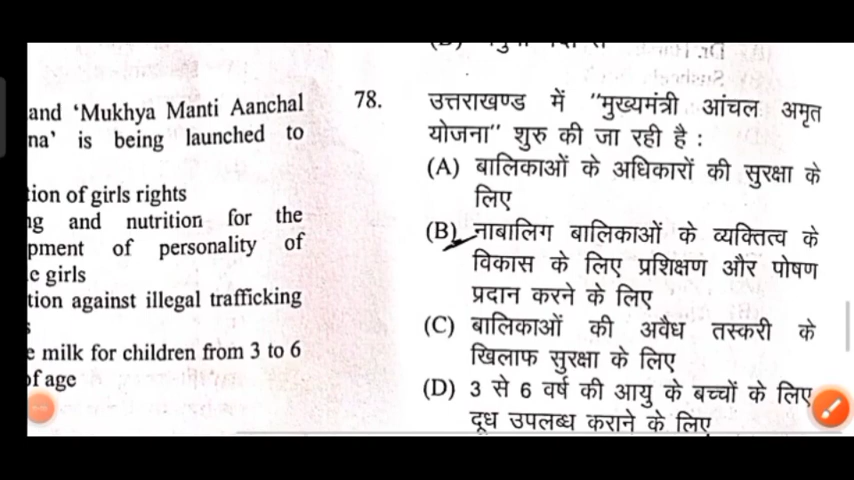 and 'Mukhya Manti Aanchal
na' is being launched to
tion of girls rights
ng and nutrition for the
pment of personality of
e girls
tion against illegal trafficking
s
e milk for children from 3 to 6
of age
78. उत्तराखण्ड में "मुख्यमंत्री आंचल अमृत
योजना" शुरु की जा रही है :
(A) बालिकाओं के अधिकारों की सुरक्षा के
लिए
(B) नाबालिग बालिकाओं के व्यक्तित्व के
विकास के लिए प्रशिक्षण और पोषण
प्रदान करने के लिए
(C) बालिकाओं की अवैध तस्करी के
खिलाफ सुरक्षा के लिए
(D) 3 से 6 वर्ष की आयु के बच्चों के लिए
दूध उपलब्ध कराने के लिए